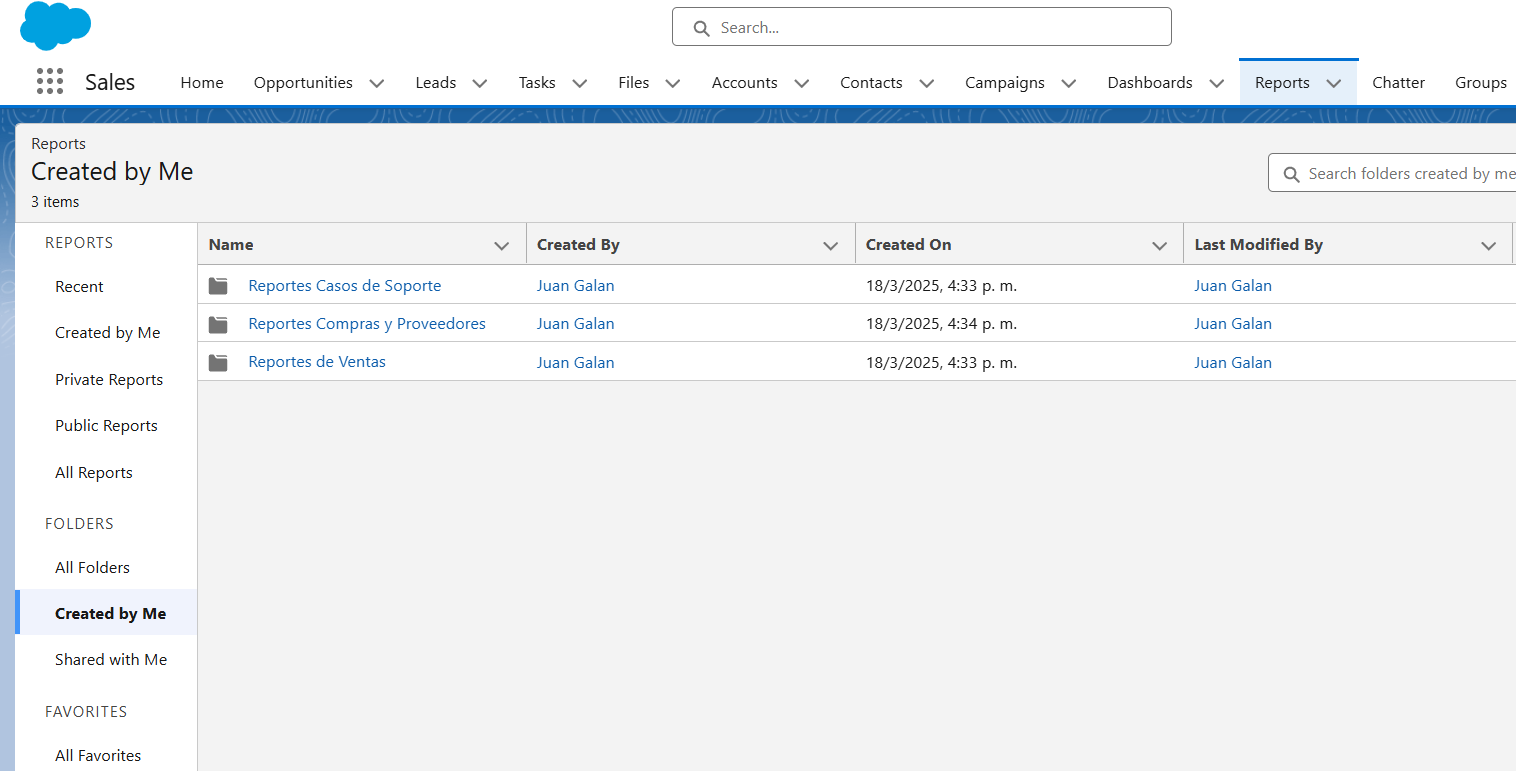 Search...
Sales Home Opportunities Leads Tasks Files Accounts Contacts Campaigns Dashboards Reports Chatter Groups
Reports
Created by Me
3 items
Search folders created by me
REPORTS
Recent
Created by Me
Private Reports
Public Reports
All Reports
FOLDERS
All Folders
Created by Me
Shared with Me
FAVORITES
All Favorites
Name Created By Created On Last Modified By
Reportes Casos de Soporte Juan Galan 18/3/2025, 4:33 p. m. Juan Galan
Reportes Compras y Proveedores Juan Galan 18/3/2025, 4:34 p. m. Juan Galan
Reportes de Ventas Juan Galan 18/3/2025, 4:33 p. m. Juan Galan